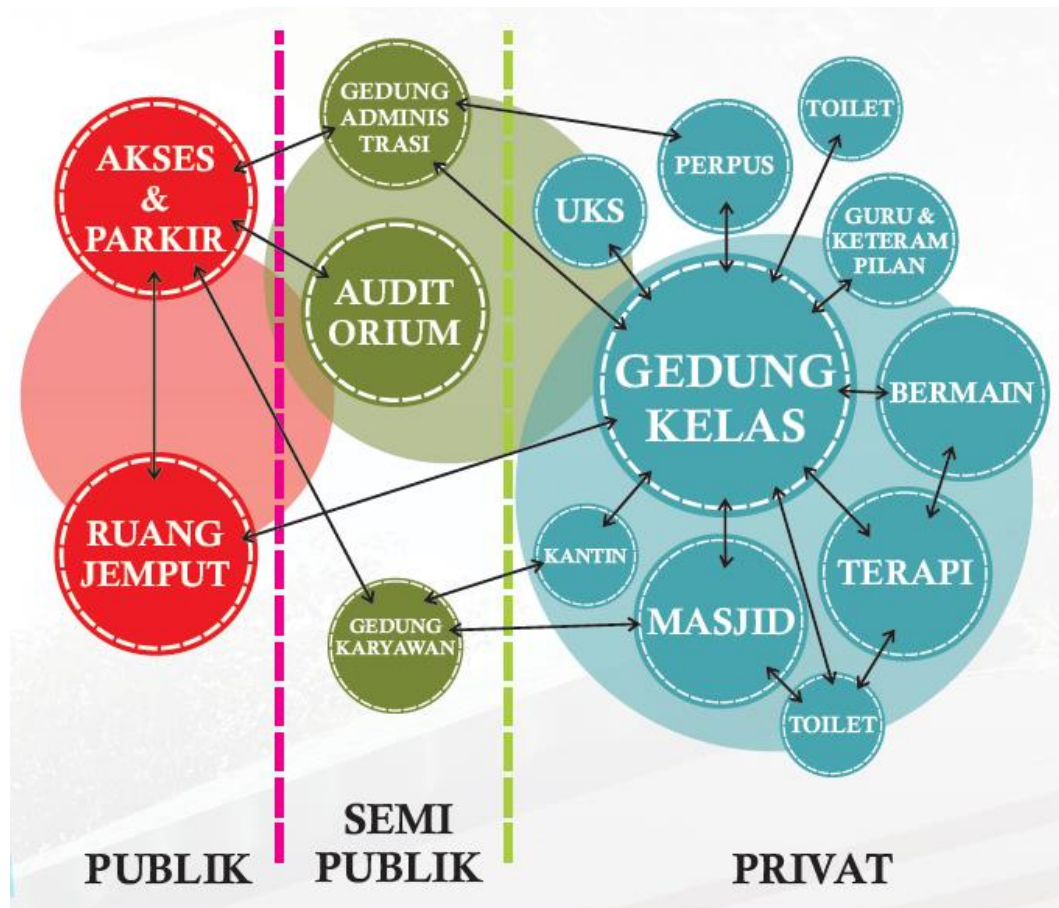 AKSES
&
PARKIR
RUANG
JEMPUT
PUBLIK
GEDUNG
ADMINIS
TRASI
AUDIT
ORIUM
GEDUNG
KARYAWAN
SEMI
PUBLIK
TOILET
PERPUS
UKS
GURU &
KETERAM
PILAN
GEDUNG
KELAS
BERMAIN
KANTIN
MASJID
TERAPI
TOILET
PRIVAT